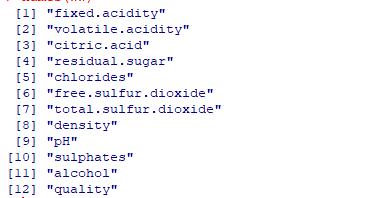 [1] "fixed.acidity"
[2] "volatile.acidity"
[3] "citric.acid"
[4] "residual.sugar"
[5] "chlorides"
[6] "free.sulfur.dioxide"
[7] "total.sulfur.dioxide"
[8] "density"
[9] "pH"
[10] "sulphates"
[11] "alcohol"
[12] "quality"